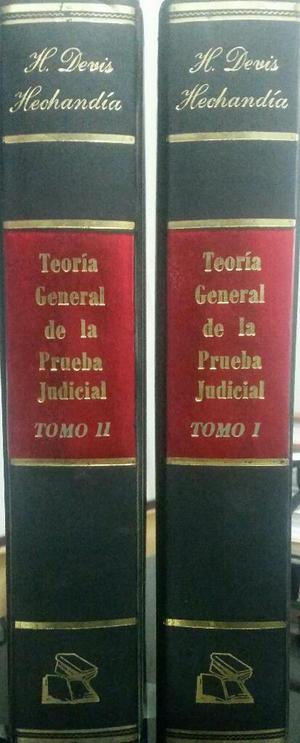 H. Devis
Hechandía
Teoría
General
de la
Prueba
Judicial
TOMO II
H. Devis
Hechandía
Teoría
General
de la
Prueba
Judicial
TOMO I